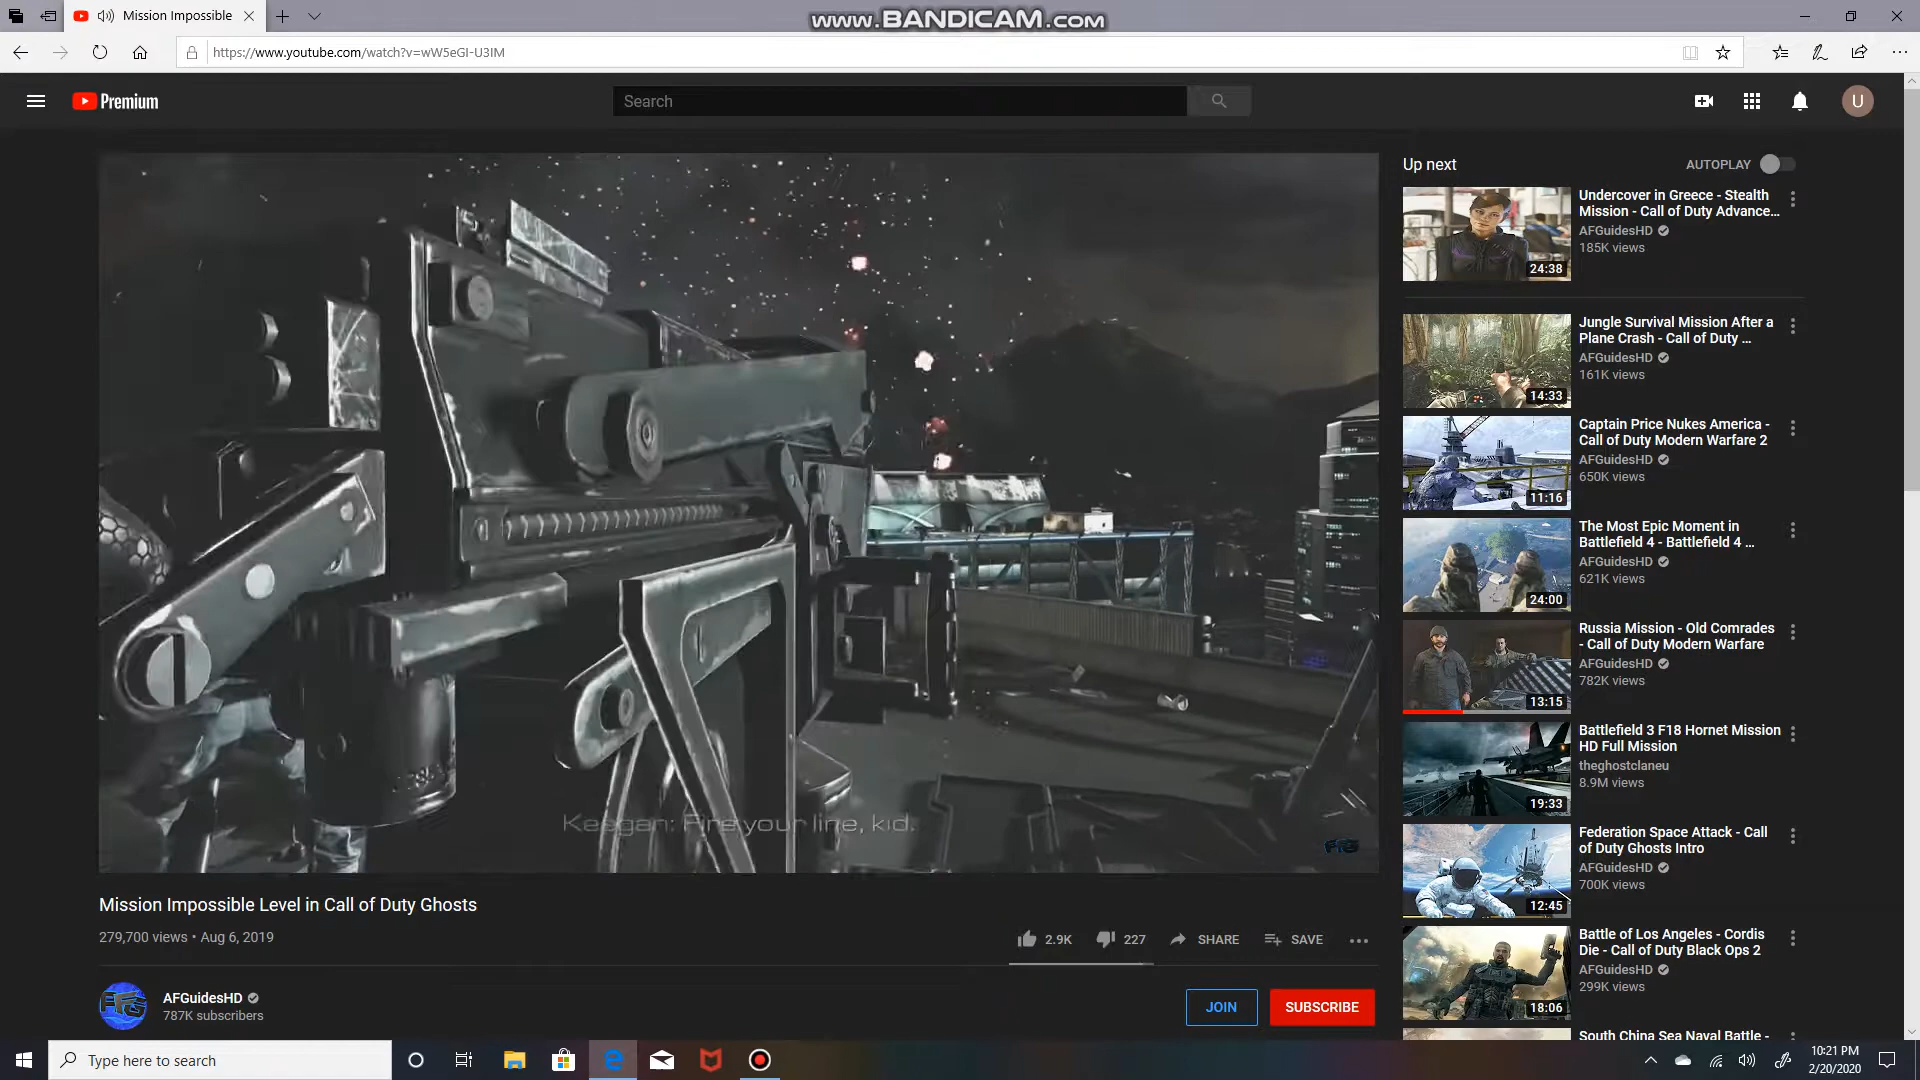 Mission Impossible
www.BANDICAM.com
https://www.youtube.com/watch?v=wW5eGI-U3IM
Premium
Search
U
Keegan: Fire your line, kid.
Mission Impossible Level in Call of Duty Ghosts
279,700 views • Aug 6, 2019
2.9K
227
SHARE
SAVE
AFGuidesHD
787K subscribers
JOIN
SUBSCRIBE
Up next
AUTOPLAY
Undercover in Greece - Stealth
Mission - Call of Duty Advance...
AFGuidesHD
185K views
24:38
Jungle Survival Mission After a
Plane Crash - Call of Duty ...
AFGuidesHD
161K views
14:33
Captain Price Nukes America -
Call of Duty Modern Warfare 2
AFGuidesHD
650K views
11:16
The Most Epic Moment in
Battlefield 4 - Battlefield 4 ...
AFGuidesHD
621K views
24:00
Russia Mission - Old Comrades
- Call of Duty Modern Warfare
AFGuidesHD
782K views
13:15
Battlefield 3 F18 Hornet Mission
HD Full Mission
theghostclaneu
8.9M views
19:33
Federation Space Attack - Call
of Duty Ghosts Intro
AFGuidesHD
700K views
12:45
Battle of Los Angeles - Cordis
Die - Call of Duty Black Ops 2
AFGuidesHD
299K views
18:06
South China Sea Naval Battle -
Type here to search
10:21 PM
2/20/2020